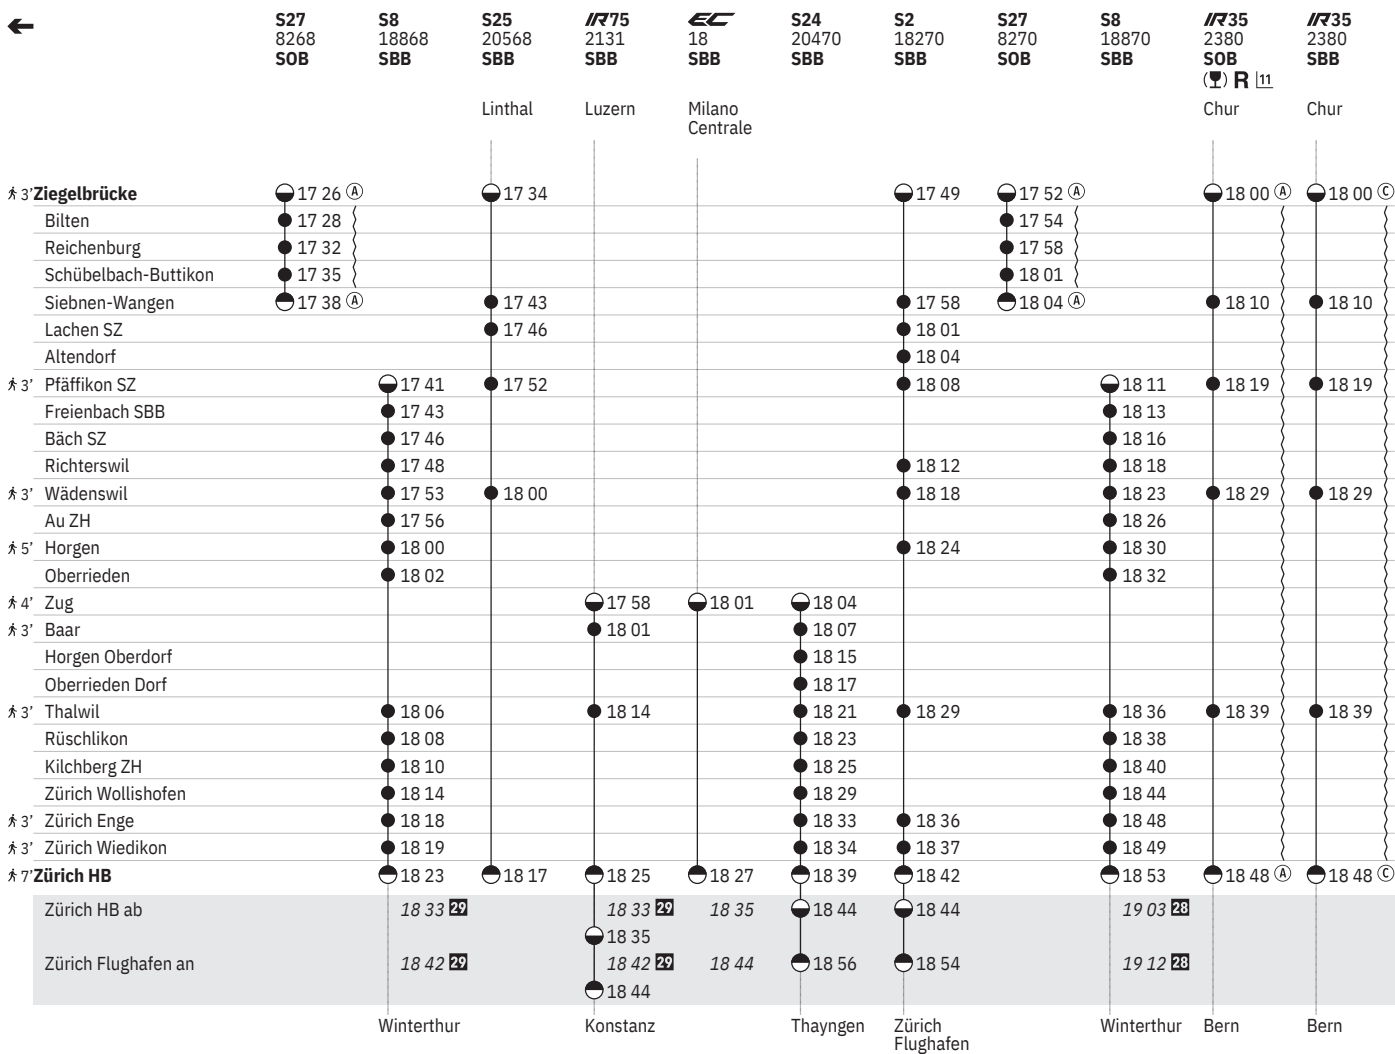 S27 S8 S25 IR75 EC S24 S2 S27 S8 IR35 IR35
8268 18868 20568 2131 18 20470 18270 8270 18870 2380 2380
SOB SBB SBB SBB SBB SBB SBB SOB SBB SOB SBB
R 11
Linthal Luzern Milano Chur Chur
Centrale
3' Ziegelbrücke 17 26 A 17 34 17 49 17 52 A 18 00 A 18 00 C
Bilten 17 28 17 54
Reichenburg 17 32 17 58
Schübelbach-Buttikon 17 35 18 01
Siebnen-Wangen 17 38 A 17 43 17 58 18 04 A 18 10 18 10
Lachen SZ 17 46 18 01
Altendorf 18 04
3' Pfäffikon SZ 17 41 17 52 18 08 18 11 18 19 18 19
Freienbach SBB 17 43 18 13
Bäch SZ 17 46 18 16
Richterswil 17 48 18 12 18 18
3' Wädenswil 17 53 18 00 18 18 18 23 18 29 18 29
Au ZH 17 56 18 26
5' Horgen 18 00 18 24 18 30
Oberrieden 18 02 18 32
4' Zug 17 58 18 01 18 04
3' Baar 18 01 18 07
Horgen Oberdorf 18 15
Oberrieden Dorf 18 17
3' Thalwil 18 06 18 14 18 21 18 29 18 36 18 39 18 39
Rüschlikon 18 08 18 23 18 38
Kilchberg ZH 18 10 18 25 18 40
Zürich Wollishofen 18 14 18 29 18 44
3' Zürich Enge 18 18 18 33 18 36 18 48
3' Zürich Wiedikon 18 19 18 34 18 37 18 49
7' Zürich HB 18 23 18 17 18 25 18 27 18 39 18 42 18 53 18 48 A 18 48 C
Zürich HB ab 18 33 29 18 33 29 18 35 18 44 18 44 19 03 28
18 35
Zürich Flughafen an 18 42 29 18 42 29 18 44 18 56 18 54 19 12 28
18 44
Winterthur Konstanz Thayngen Zürich Winterthur Bern Bern
Flughafen